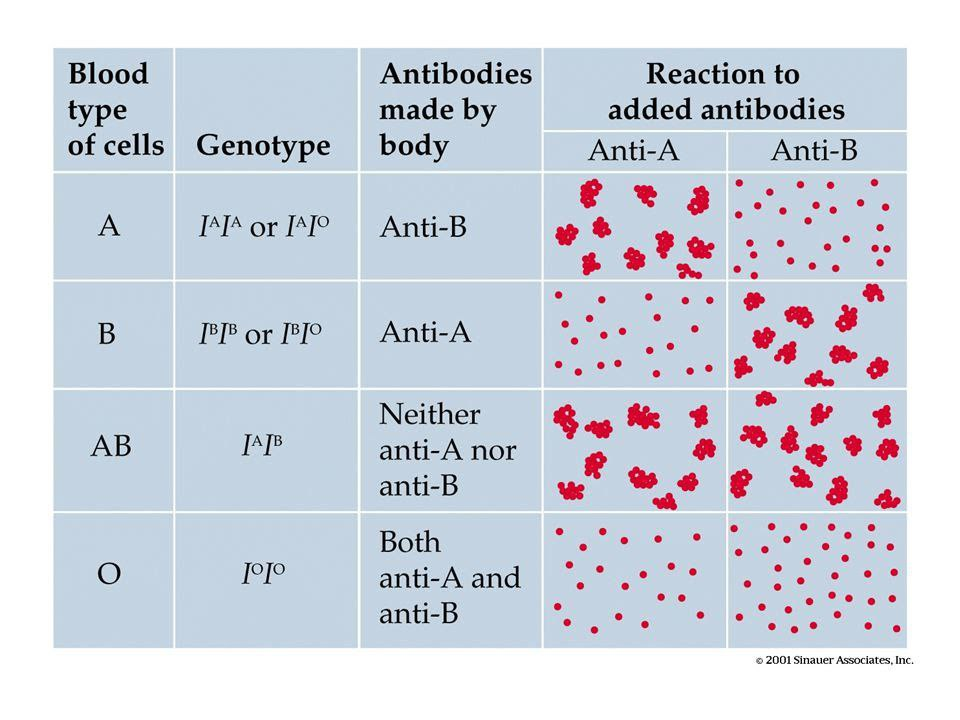 Blood
type
of cells
Genotype
Antibodies
made by
body
Reaction to
added antibodies
Anti-A
Anti-B
A
IᴬIᴬ or IᴬIᴼ
Anti-B
B
IᴮIᴮ or IᴮIᴼ
Anti-A
AB
IᴬIᴮ
Neither
anti-A nor
anti-B
O
IᴼIᴼ
Both
anti-A and
anti-B
© 2001 Sinauer Associates, Inc.